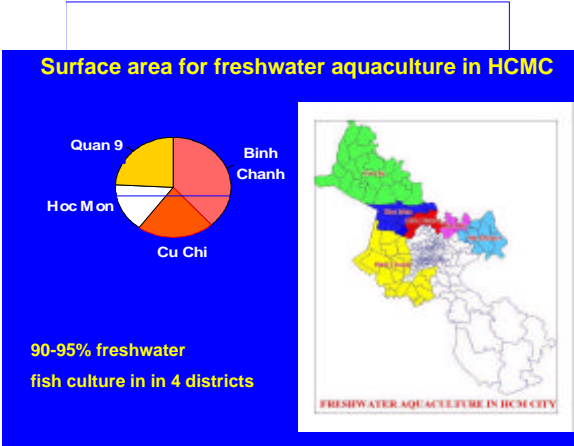 Surface area for freshwater aquaculture in HCMC
Quan 9
Binh
Chanh
Hoc Mon
Cu Chi
90-95% freshwater
fish culture in in 4 districts
FRESHWATER AQUACULTURE IN HCM CITY